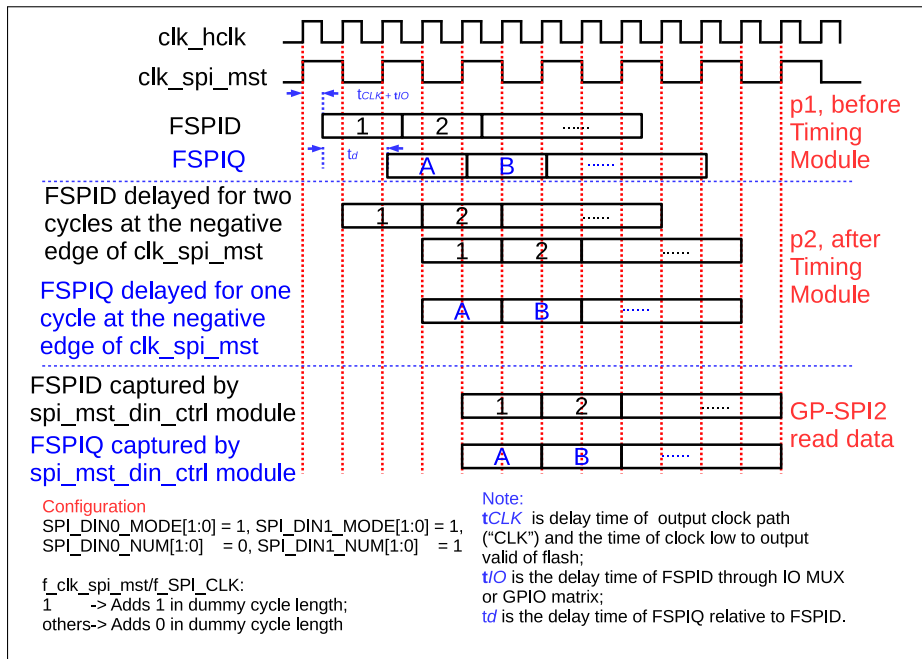 clk_hclk
clk_spi_mst
tCLK + tIO
FSPID
1 2 ......
p1, before
Timing
Module
FSPIQ
td
A B ......
FSPID delayed for two
cycles at the negative
edge of clk_spi_mst
1 2 ......
1 2 ......
p2, after
Timing
Module
FSPIQ delayed for one
cycle at the negative
edge of clk_spi_mst
A B ......
FSPID captured by
spi_mst_din_ctrl module
1 2 ......
GP-SPI2
read data
FSPIQ captured by
spi_mst_din_ctrl module
A B ......
Configuration
SPI_DIN0_MODE[1:0] = 1, SPI_DIN1_MODE[1:0] = 1,
SPI_DIN0_NUM[1:0] = 0, SPI_DIN1_NUM[1:0] = 1
f_clk_spi_mst/f_SPI_CLK:
1 -> Adds 1 in dummy cycle length;
others-> Adds 0 in dummy cycle length
Note:
tCLK is delay time of output clock path
(“CLK”) and the time of clock low to output
valid of flash;
tIO is the delay time of FSPID through IO MUX
or GPIO matrix;
td is the delay time of FSPIQ relative to FSPID.